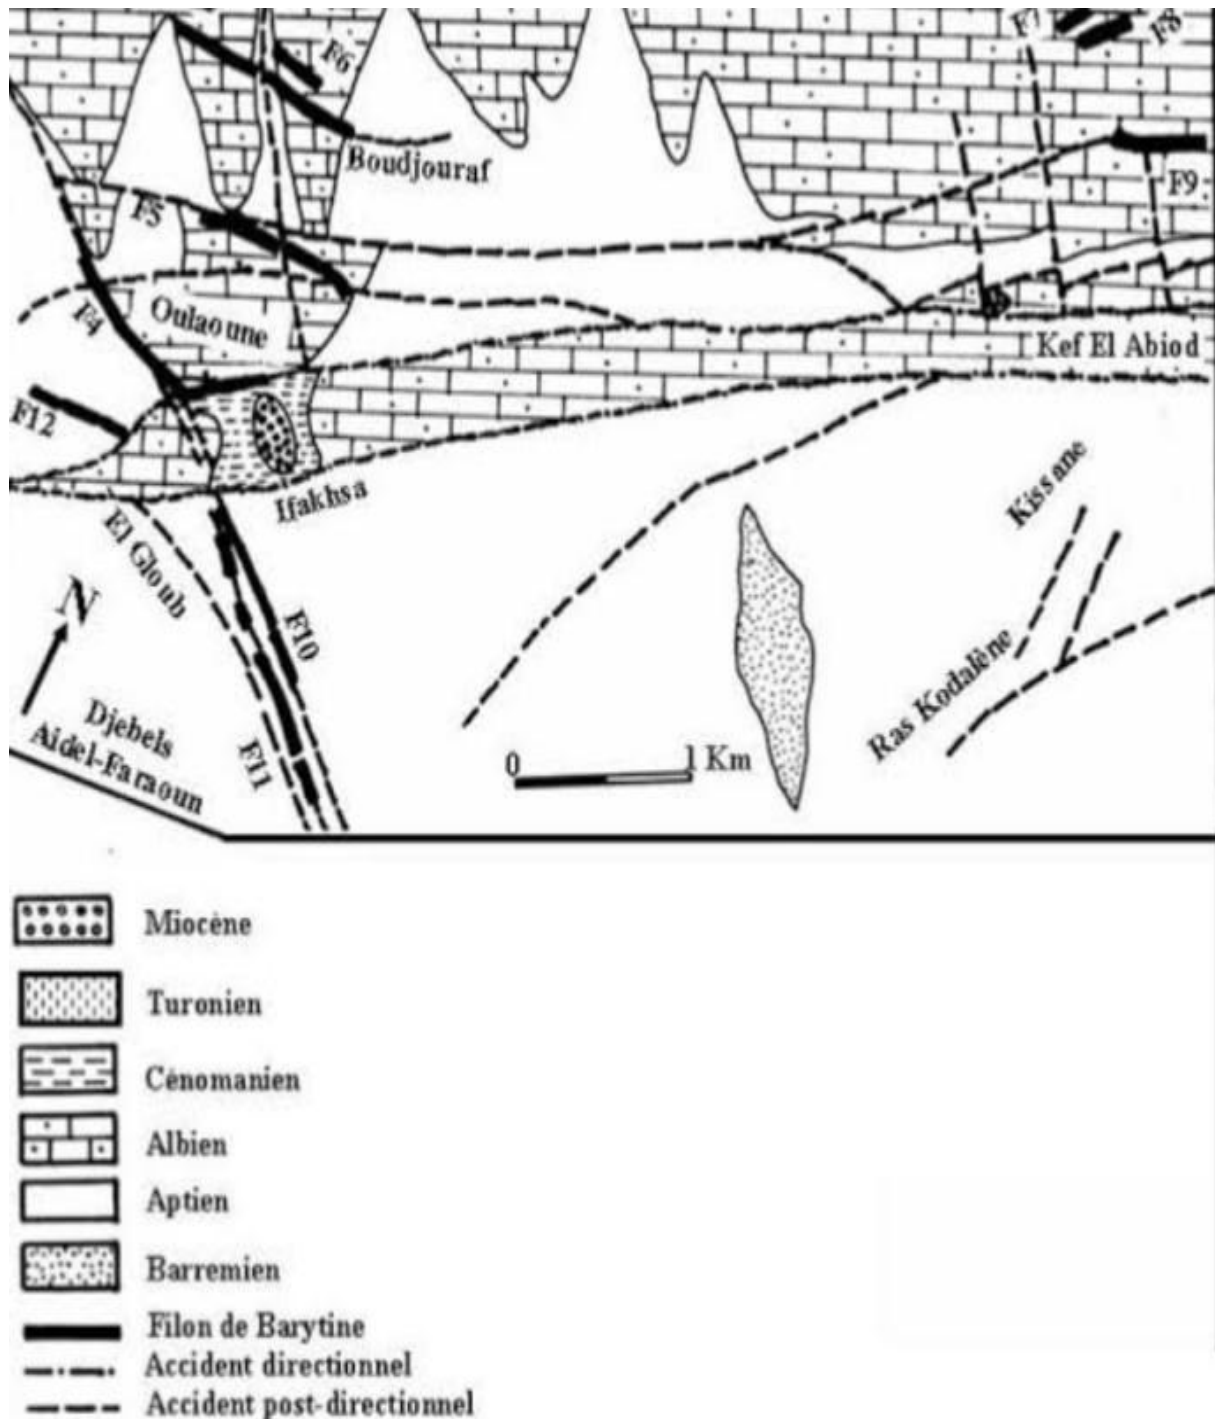 F7
F8
F6
Boudjouraf
F9
F5
Oulaoune
F4
Kef El Abiod
F12
Ifakhsa
Kissane
El Gloub
N
F10
Ras Kodalène
Djebels
Aidel-Faraoun
F11
0 1 Km
Miocène
Turonien
Cénomanien
Albien
Aptien
Barremien
Filon de Barytine
Accident directionnel
Accident post-directionnel